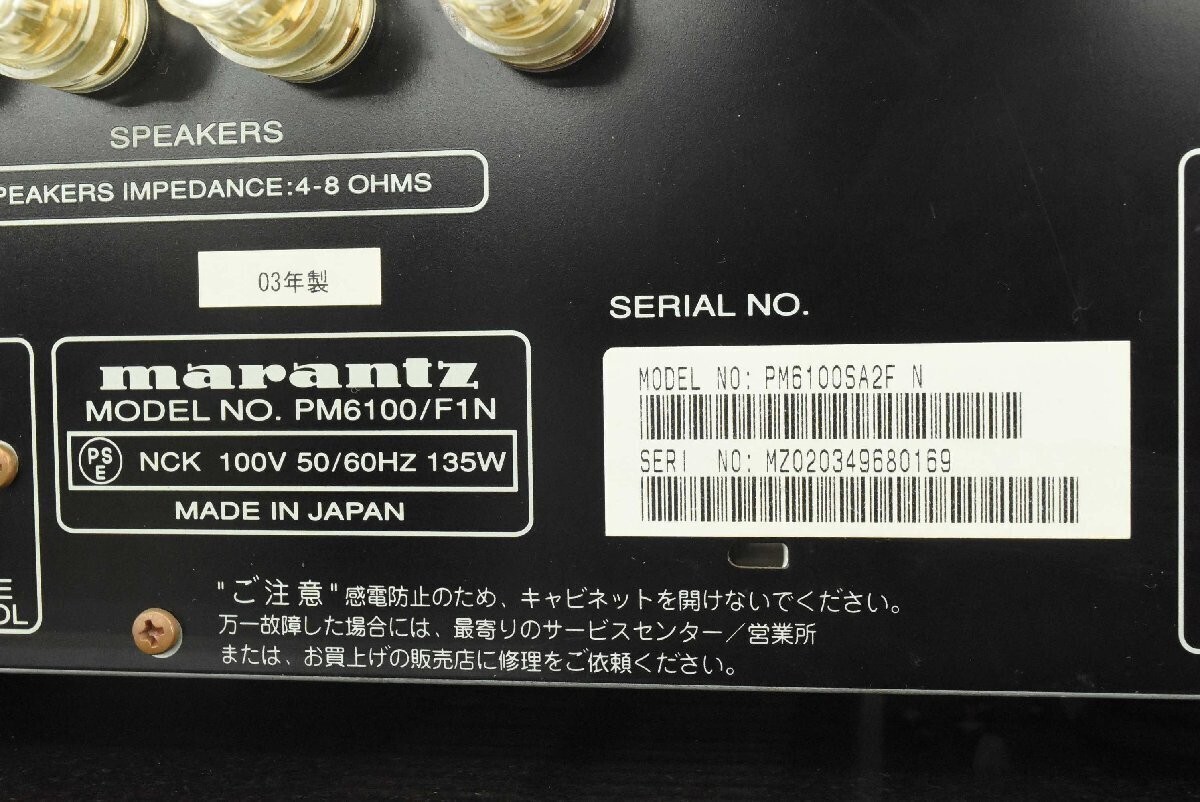 SPEAKERS
SPEAKERS IMPEDANCE:4-8 OHMS
03年製
marantz
MODEL NO. PM6100/F1N
PS
E
NCK 100V 50/60HZ 135W
MADE IN JAPAN
SERIAL NO.
MODEL NO: PM6100SA2F N
SERI NO: MZ020349680169
"ご注意"感電防止のため、キャビネットを開けないでください。
万一故障した場合には、最寄りのサービスセンター／営業所
または、お買上げの販売店に修理をご依頼ください。